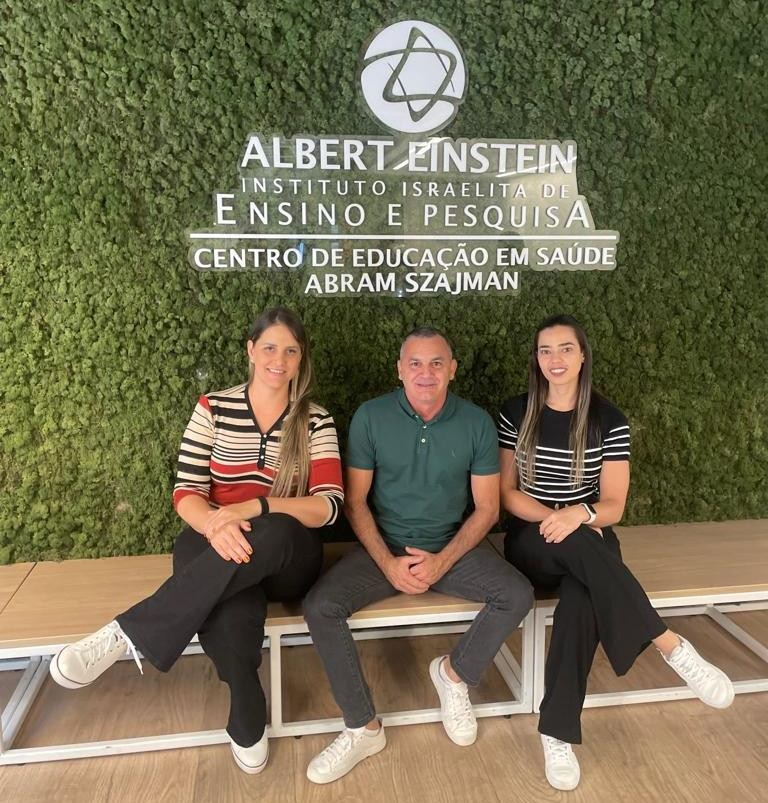 ALBERT EINSTEIN
INSTITUTO ISRAELITA DE
ENSINO E PESQUISA
CENTRO DE EDUCAÇÃO EM SAÚDE
ABRAM SZAJMAN